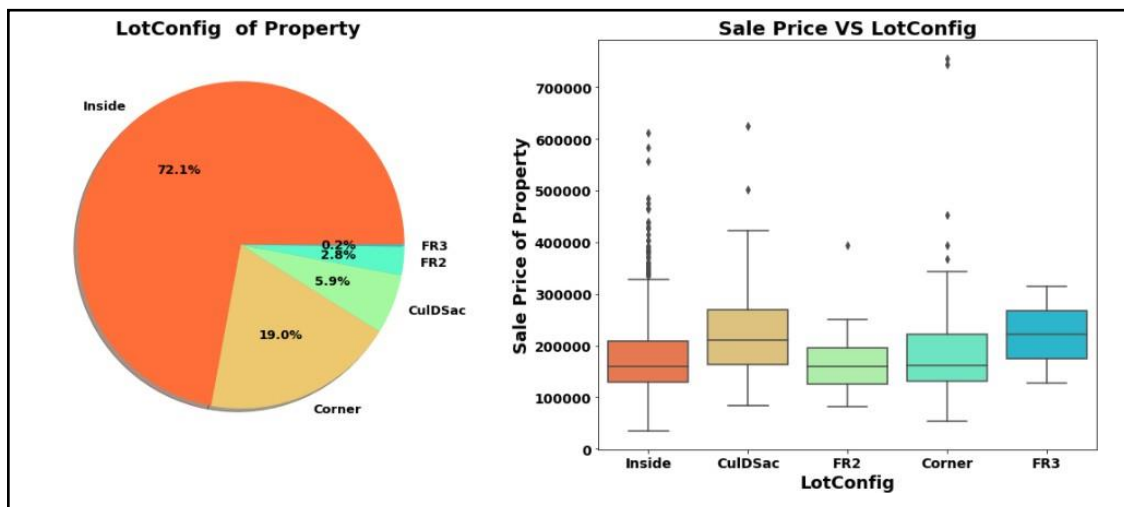 LotConfig of Property
Inside
72.1%
0.2%
FR3
2.8%
FR2
5.9%
CulDSac
19.0%
Corner
Sale Price VS LotConfig
Sale Price of Property
700000
600000
500000
400000
300000
200000
100000
0
Inside CulDSac FR2 Corner FR3
LotConfig